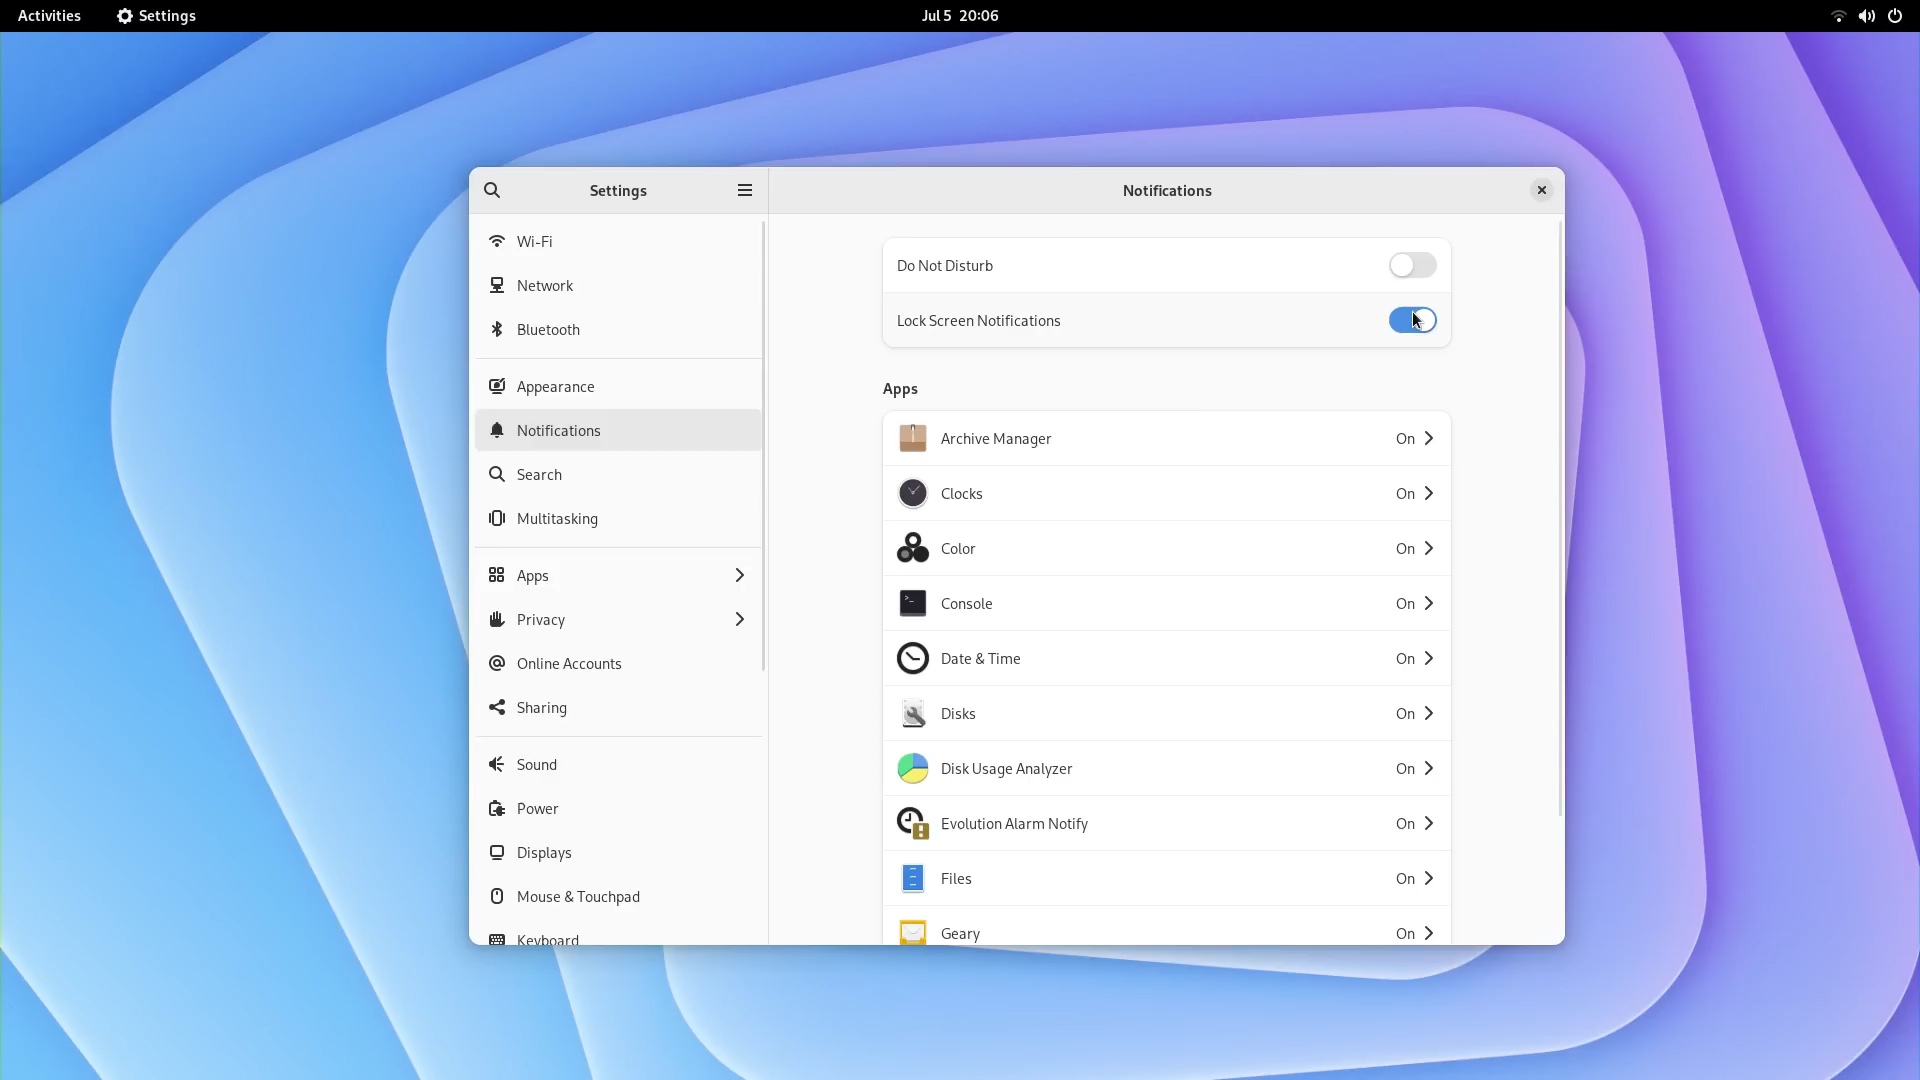 Activities
Settings
Jul 5 20:06
Settings
Notifications
Wi-Fi
Network
Bluetooth
Appearance
Notifications
Search
Multitasking
Apps
Privacy
Online Accounts
Sharing
Sound
Power
Displays
Mouse & Touchpad
Keyboard
Do Not Disturb
Lock Screen Notifications
Apps
Archive Manager On
Clocks On
Color On
Console On
Date & Time On
Disks On
Disk Usage Analyzer On
Evolution Alarm Notify On
Files On
Geary On